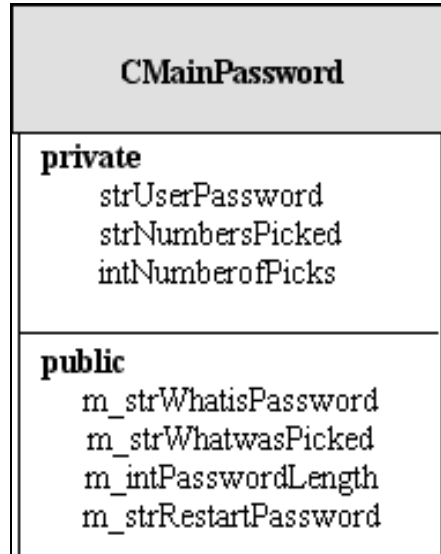 CMainPassword
private
strUserPassword
strNumbersPicked
intNumberofPicks
public
m_strWhatisPassword
m_strWhatwasPicked
m_intPasswordLength
m_strRestartPassword